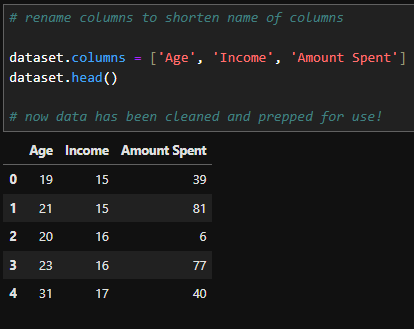 # rename columns to shorten name of columns
dataset.columns = ['Age', 'Income', 'Amount Spent']
dataset.head()
# now data has been cleaned and prepped for use!
Age Income Amount Spent
0 19 15 39
1 21 15 81
2 20 16 6
3 23 16 77
4 31 17 40